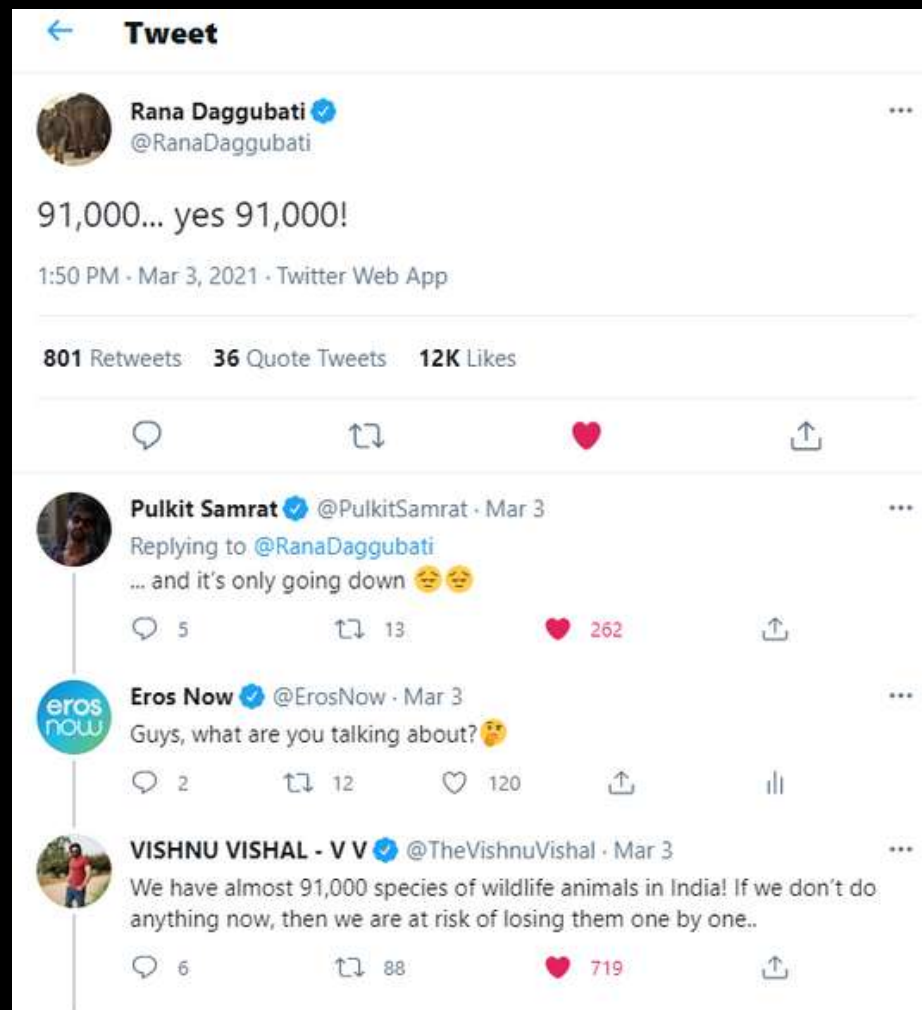 Tweet
Rana Daggubati
@RanaDaggubati
91,000... yes 91,000!
1:50 PM · Mar 3, 2021 · Twitter Web App
801 Retweets 36 Quote Tweets 12K Likes
Pulkit Samrat @PulkitSamrat · Mar 3
Replying to @RanaDaggubati
... and it's only going down 😔😔
5 13 262
eros now
Eros Now @ErosNow · Mar 3
Guys, what are you talking about?🤔
2 12 120
VISHNU VISHAL - V V @TheVishnuVishal · Mar 3
We have almost 91,000 species of wildlife animals in India! If we don't do
anything now, then we are at risk of losing them one by one..
6 88 719